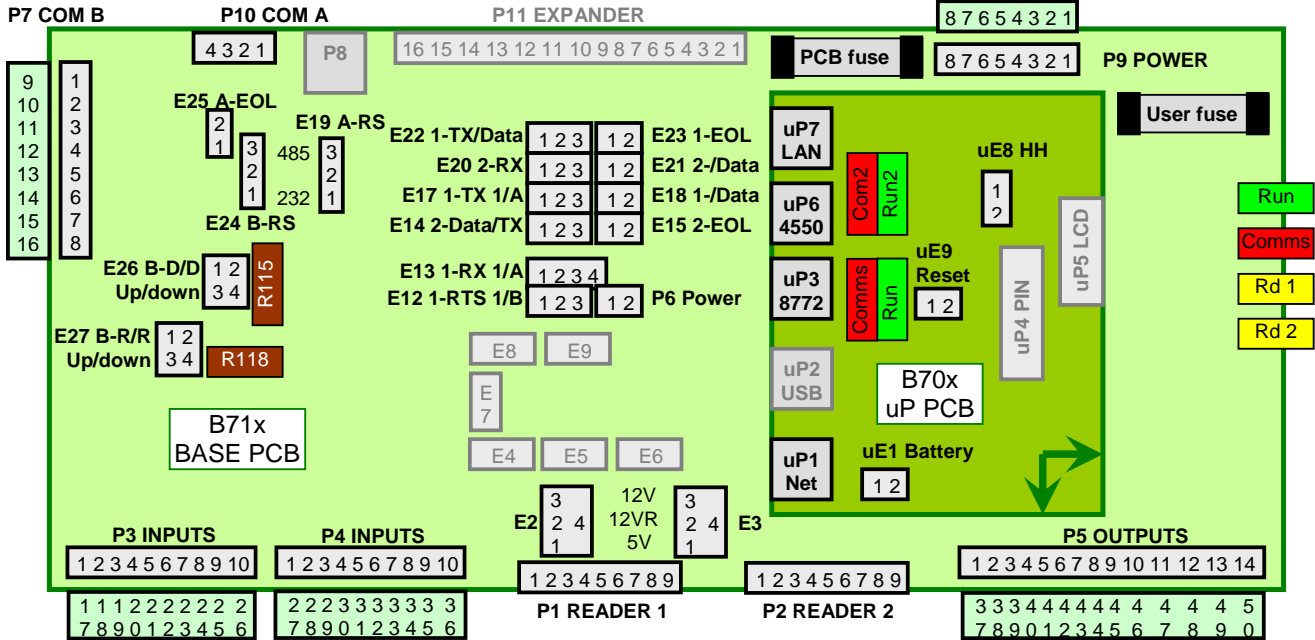 P7 COM B
P10 COM A
P11 EXPANDER
8 7 6 5 4 3 2 1
4 3 2 1
P8
16 15 14 13 12 11 10 9 8 7 6 5 4 3 2 1
PCB fuse
8 7 6 5 4 3 2 1
P9 POWER
9
10
11
12
13
14
15
16
1
2
3
4
5
6
7
8
E25 A-EOL
2
1
3
2
1
E24 B-RS
E19 A-RS
485
232
3
2
1
E22 1-TX/Data
1 2 3
1 2
E23 1-EOL
E20 2-RX
1 2 3
1 2
E21 2-/Data
E17 1-TX 1/A
1 2 3
1 2
E18 1-/Data
E14 2-Data/TX
1 2 3
1 2
E15 2-EOL
E13 1-RX 1/A
1 2 3 4
E12 1-RTS 1/B
1 2 3
1 2
P6 Power
E26 B-D/D
Up/down
1 2
3 4
R115
E27 B-R/R
Up/down
1 2
3 4
R118
B71x
BASE PCB
E8
E9
E
7
E4
E5
E6
uP7
LAN
uP6
4550
uP3
8772
uP2
USB
uP1
Net
Com2
Run2
Comms
Run
uE8 HH
1
2
uE9
Reset
1 2
uP4 PIN
uP5 LCD
B70x
uP PCB
uE1 Battery
1 2
User fuse
Run
Comms
Rd 1
Rd 2
E2
3
2 4
1
12V
12VR
5V
3
2 4
1
E3
P3 INPUTS
1 2 3 4 5 6 7 8 9 10
P4 INPUTS
1 2 3 4 5 6 7 8 9 10
1 2 3 4 5 6 7 8 9
P1 READER 1
1 2 3 4 5 6 7 8 9
P2 READER 2
P5 OUTPUTS
1 2 3 4 5 6 7 8 9 10 11 12 13 14
1 1 1 2 2 2 2 2 2 2
7 8 9 0 1 2 3 4 5 6
2 2 2 3 3 3 3 3 3 3
7 8 9 0 1 2 3 4 5 6
3 3 3 4 4 4 4 4 4 4 4 4 4 5
7 8 9 0 1 2 3 4 5 6 7 8 9 0